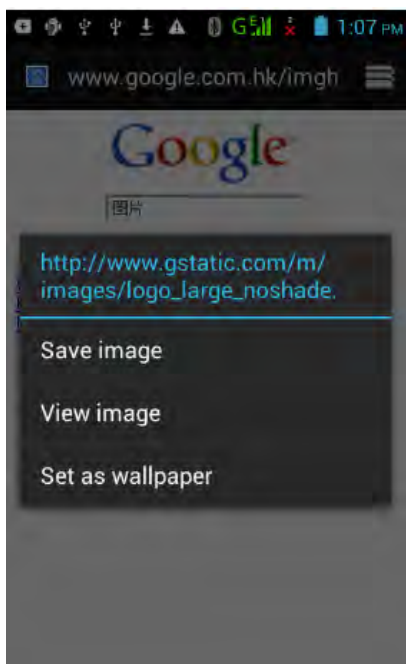 G E 1:07 PM
www.google.com.hk/imgh
Google
图片
http://www.gstatic.com/m/
images/logo_large_noshade.
Save image
View image
Set as wallpaper